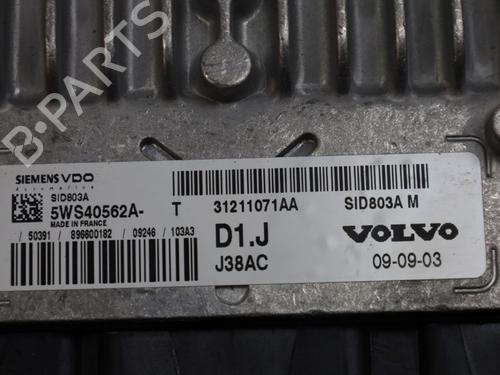 B-PARTS
SIEMENS VDO
Automotive
SID803A
5WS40562A- T
MADE IN FRANCE
31211071AA
SID803A M
/ 50391 / 896600182 / 09246 / 103A3
D1.J
J38AC
VOLVO
09-09-03